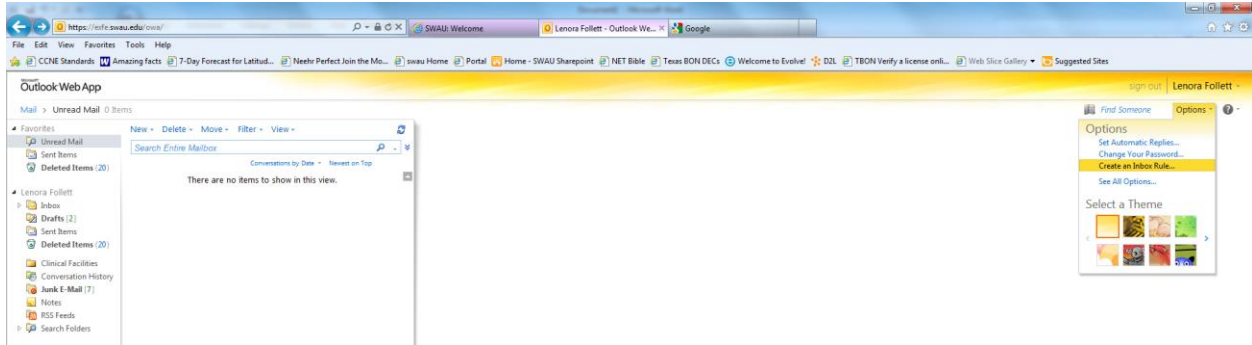 https://exfe.swau.edu/owa/
SWAU: Welcome
Lenora Follett - Outlook We...
Google
File Edit View Favorites Tools Help
CCNE Standards Amazing facts 7-Day Forecast for Latitud... Neehr Perfect Join the Mo... swau Home Portal Home - SWAU Sharepoint NET Bible Texas BON DECs Welcome to Evolve! D2L TBON Verify a license onli... Web Slice Gallery Suggested Sites
Microsoft
Outlook Web App
sign out Lenora Follett
Mail > Unread Mail 0 Items
Find Someone Options
Favorites
Unread Mail
Sent Items
Deleted Items (20)
Lenora Follett
Inbox
Drafts [2]
Sent Items
Deleted Items (20)
Clinical Facilities
Conversation History
Junk E-Mail [7]
Notes
RSS Feeds
Search Folders
New Delete Move Filter View
Search Entire Mailbox
Conversations by Date Newest on Top
There are no items to show in this view.
Options
Set Automatic Replies...
Change Your Password...
Create an Inbox Rule...
See All Options...
Select a Theme